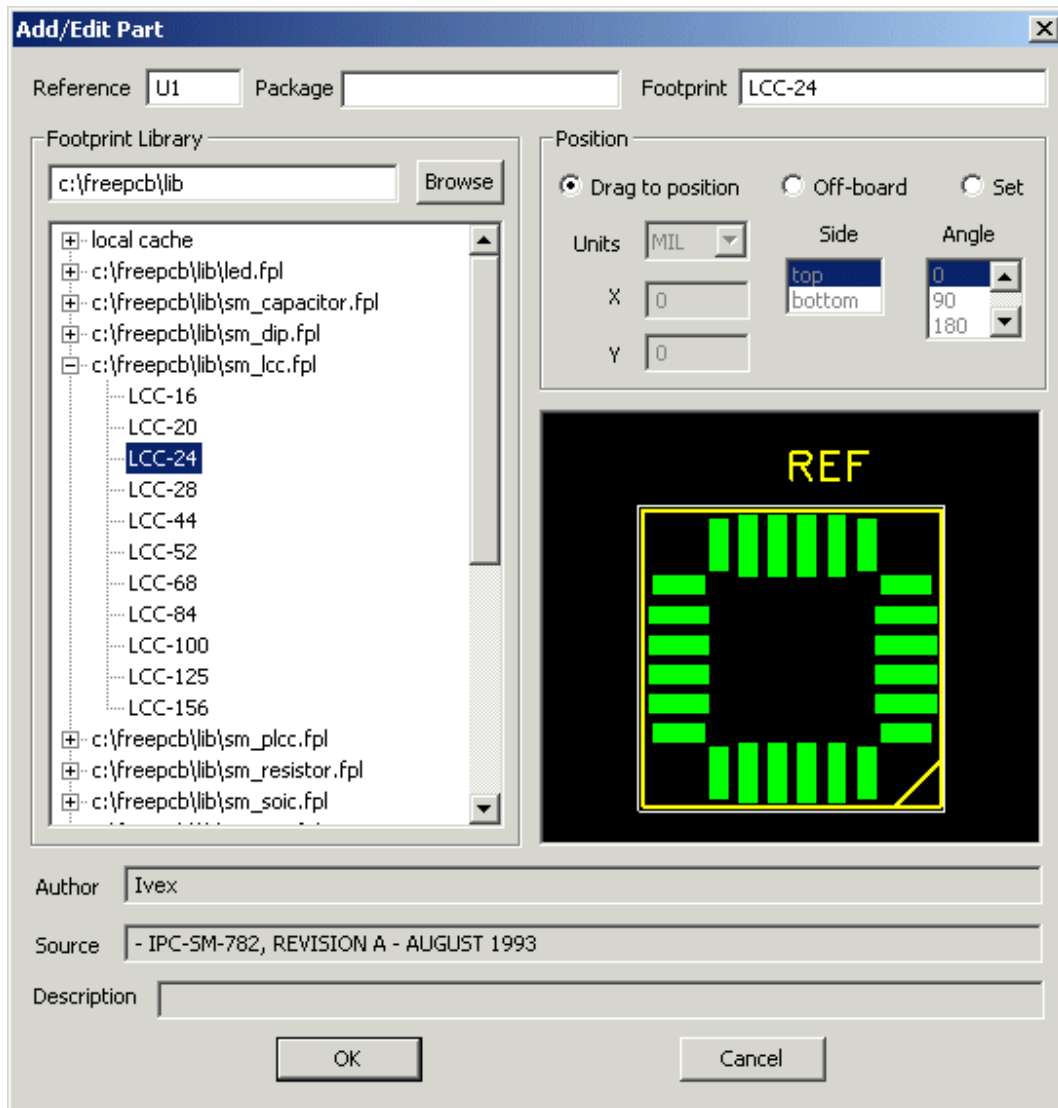 Add/Edit Part
Reference U1 Package Footprint LCC-24
Footprint Library
c:\freepcb\lib Browse
local cache
c:\freepcb\lib\led.fpl
c:\freepcb\lib\sm_capacitor.fpl
c:\freepcb\lib\sm_dip.fpl
c:\freepcb\lib\sm_lcc.fpl
LCC-16
LCC-20
LCC-24
LCC-28
LCC-44
LCC-52
LCC-68
LCC-84
LCC-100
LCC-125
LCC-156
c:\freepcb\lib\sm_plcc.fpl
c:\freepcb\lib\sm_resistor.fpl
c:\freepcb\lib\sm_soic.fpl
Position
Drag to position Off-board Set
Units MIL Side Angle
top 0
X 0 bottom 90
180
Y 0
REF
Author Ivex
Source - IPC-SM-782, REVISION A - AUGUST 1993
Description
OK Cancel